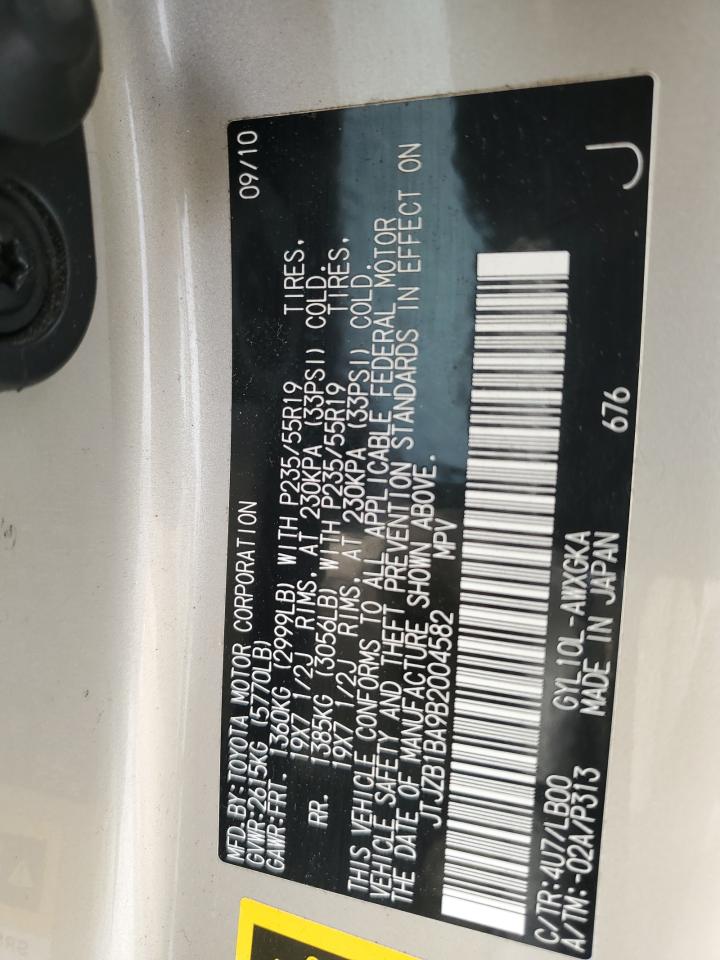 MFD.BY:TOYOTA MOTOR CORPORATION 09/10
GVWR:2615KG (5770LB)
GAWR:FRT. 1360KG (2999LB) WITH P235/55R19 TIRES,
19X7 1/2J RIMS, AT 230KPA (33PSI) COLD.
RR. 1385KG (3056LB) WITH P235/55R19 TIRES,
19X7 1/2J RIMS, AT 230KPA (33PSI) COLD.
THIS VEHICLE CONFORMS TO ALL APPLICABLE FEDERAL MOTOR
VEHICLE SAFETY AND THEFT PREVENTION STANDARDS IN EFFECT ON
THE DATE OF MANUFACTURE SHOWN ABOVE.
JTJZB1BA9B2004582 MPV
C/TR:4U7/LB00 GYL10L-AWXGKA
A/TM:-02A/P313 MADE IN JAPAN 676 J